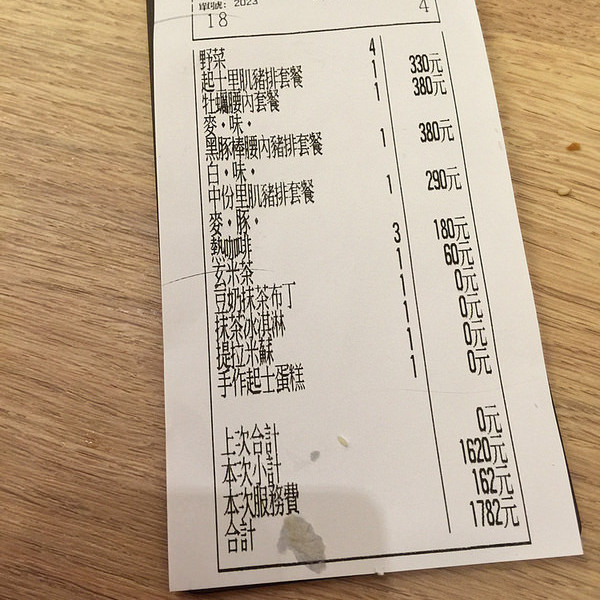 單號: 2023
18 4
野菜 4
起士里肌豬排套餐 1 330元
牡蠣腰內套餐 1 380元
麥·味·
黑豚棒腰內豬排套餐 1 380元
白·味·
中份里肌豬排套餐 1 290元
麥·豚·
熱咖啡 3 180元
玄米茶 1 60元
豆奶抹茶布丁 1 0元
抹茶冰淇淋 1 0元
提拉米酥 1 0元
手作起士蛋糕 1 0元
上次合計 0元
本次小計 1620元
本次服務費 162元
合計 1782元